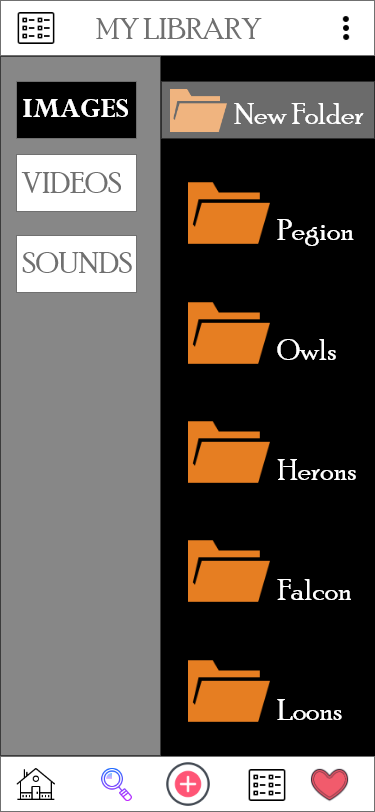 MY LIBRARY
IMAGES
VIDEOS
SOUNDS
New Folder
Pegion
Owls
Herons
Falcon
Loons